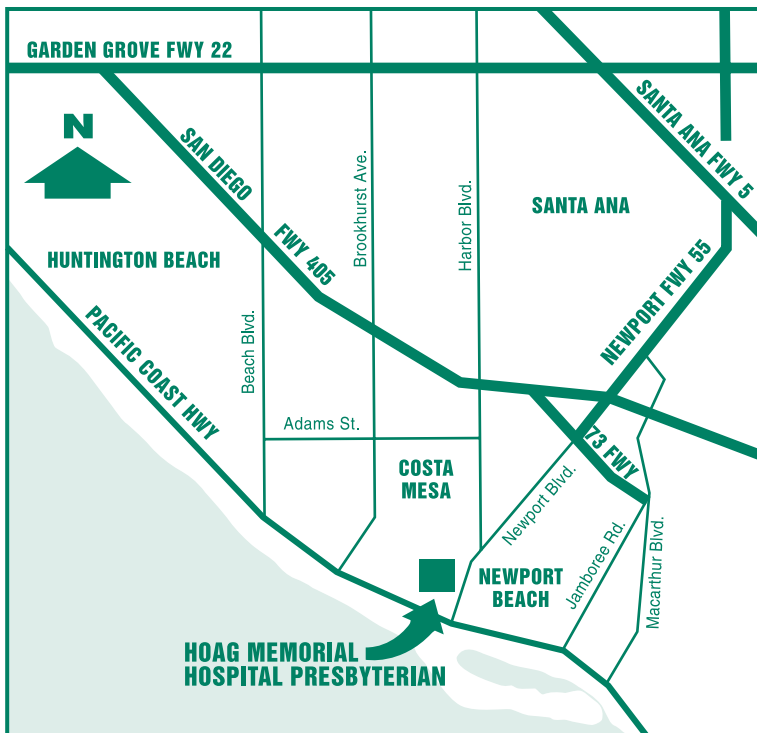 GARDEN GROVE FWY 22
N
SAN DIEGO
FWY 405
SANTA ANA FWY 5
Brookhurst Ave.
Harbor Blvd.
SANTA ANA
HUNTINGTON BEACH
NEWPORT FWY 55
PACIFIC COAST HWY
Beach Blvd.
Adams St.
73 FWY
COSTA
MESA
Newport Blvd.
Jamboree Rd.
Macarthur Blvd.
NEWPORT
BEACH
HOAG MEMORIAL
HOSPITAL PRESBYTERIAN